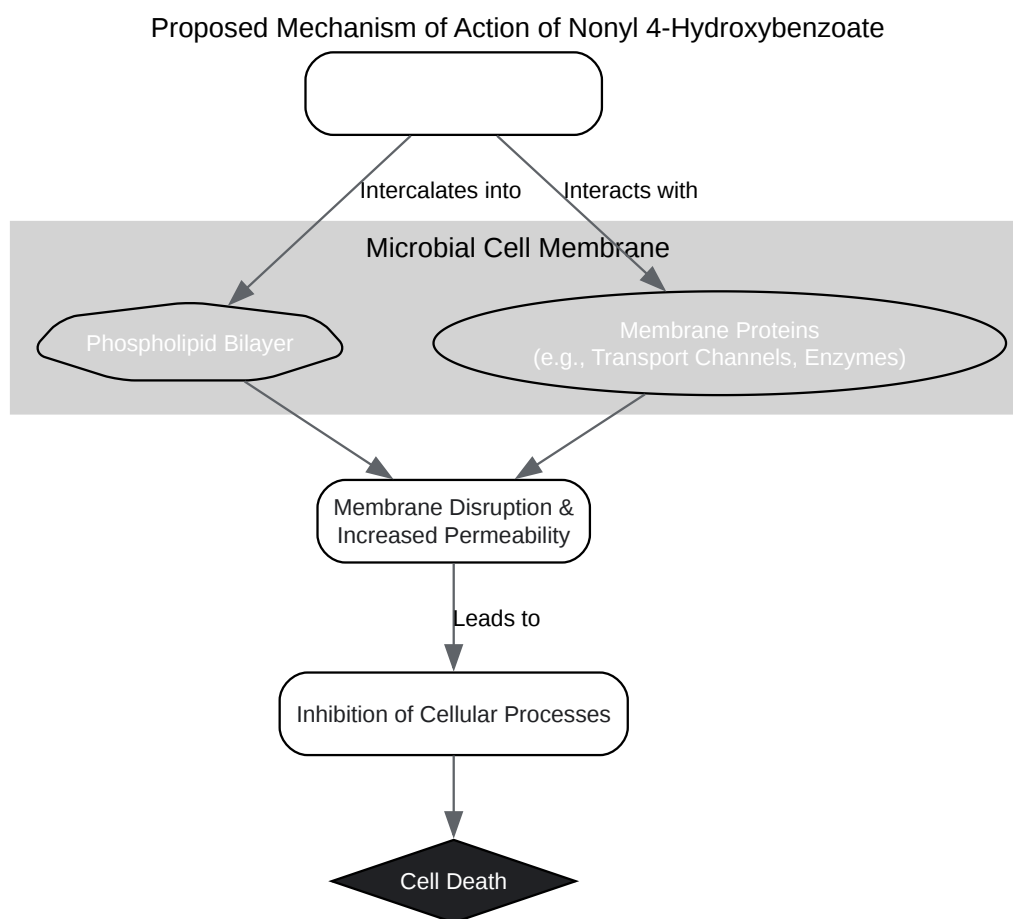 Proposed Mechanism of Action of Nonyl 4-Hydroxybenzoate
Intercalates into
Interacts with
Microbial Cell Membrane
Phospholipid Bilayer
Membrane Proteins
(e.g., Transport Channels, Enzymes)
Membrane Disruption &
Increased Permeability
Leads to
Inhibition of Cellular Processes
Cell Death